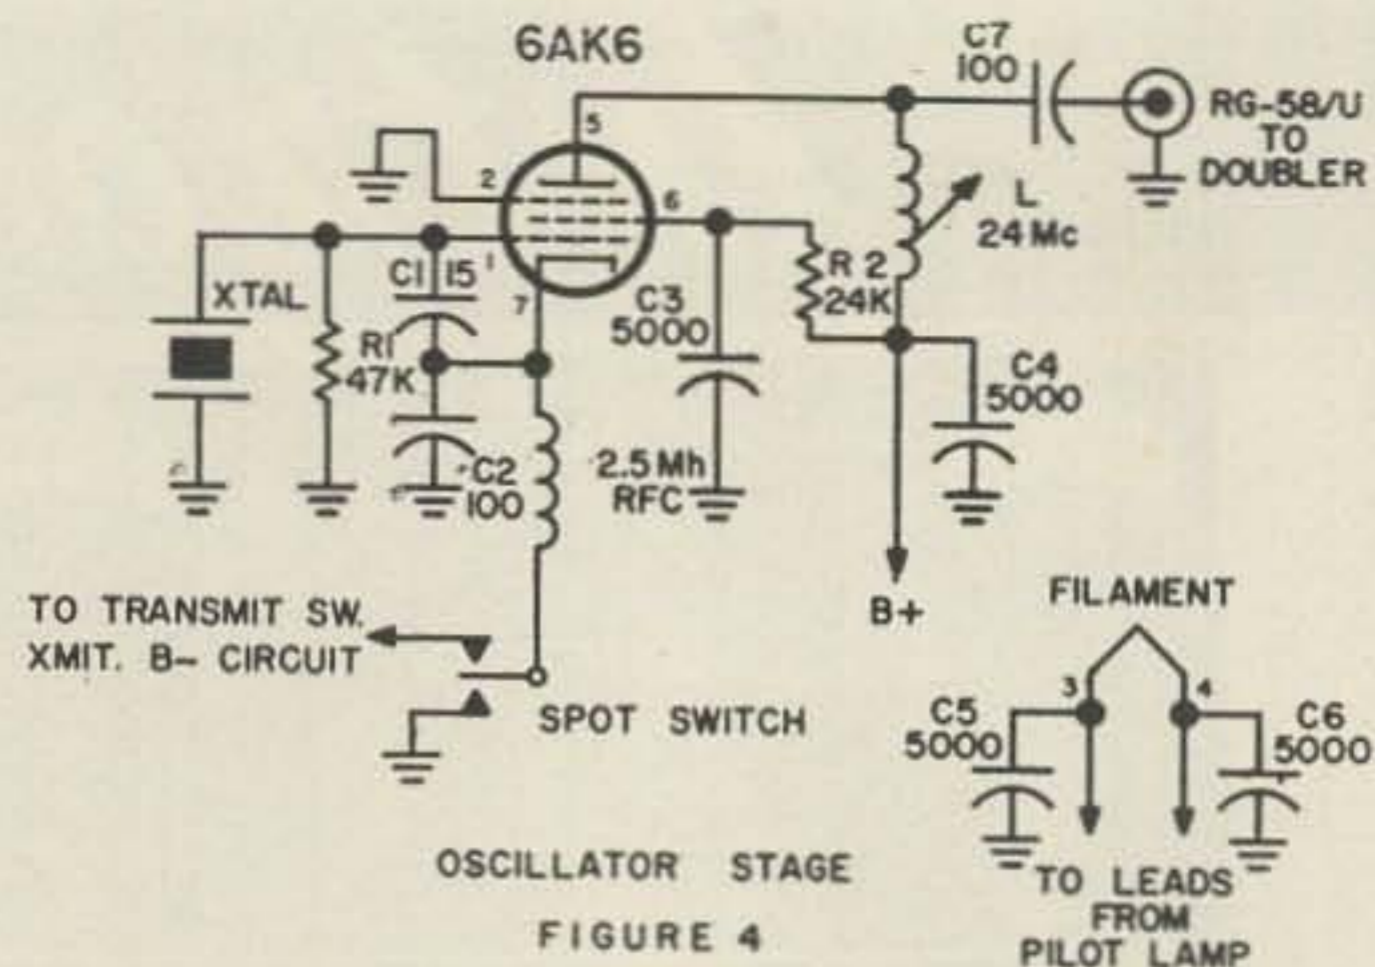 6AK6
C7
100
RG-58/U
TO
DOUBLER
5
2
6
L
24 Mc
XTAL
C1 15
1
7
R1
47K
C3
5000
R 2
24K
C4
5000
C2
100
2.5 Mh
RFC
B+
TO TRANSMIT SW.
XMIT. B- CIRCUIT
SPOT SWITCH
FILAMENT
3
4
C5
5000
C6
5000
TO LEADS
FROM
PILOT LAMP
OSCILLATOR STAGE
FIGURE 4